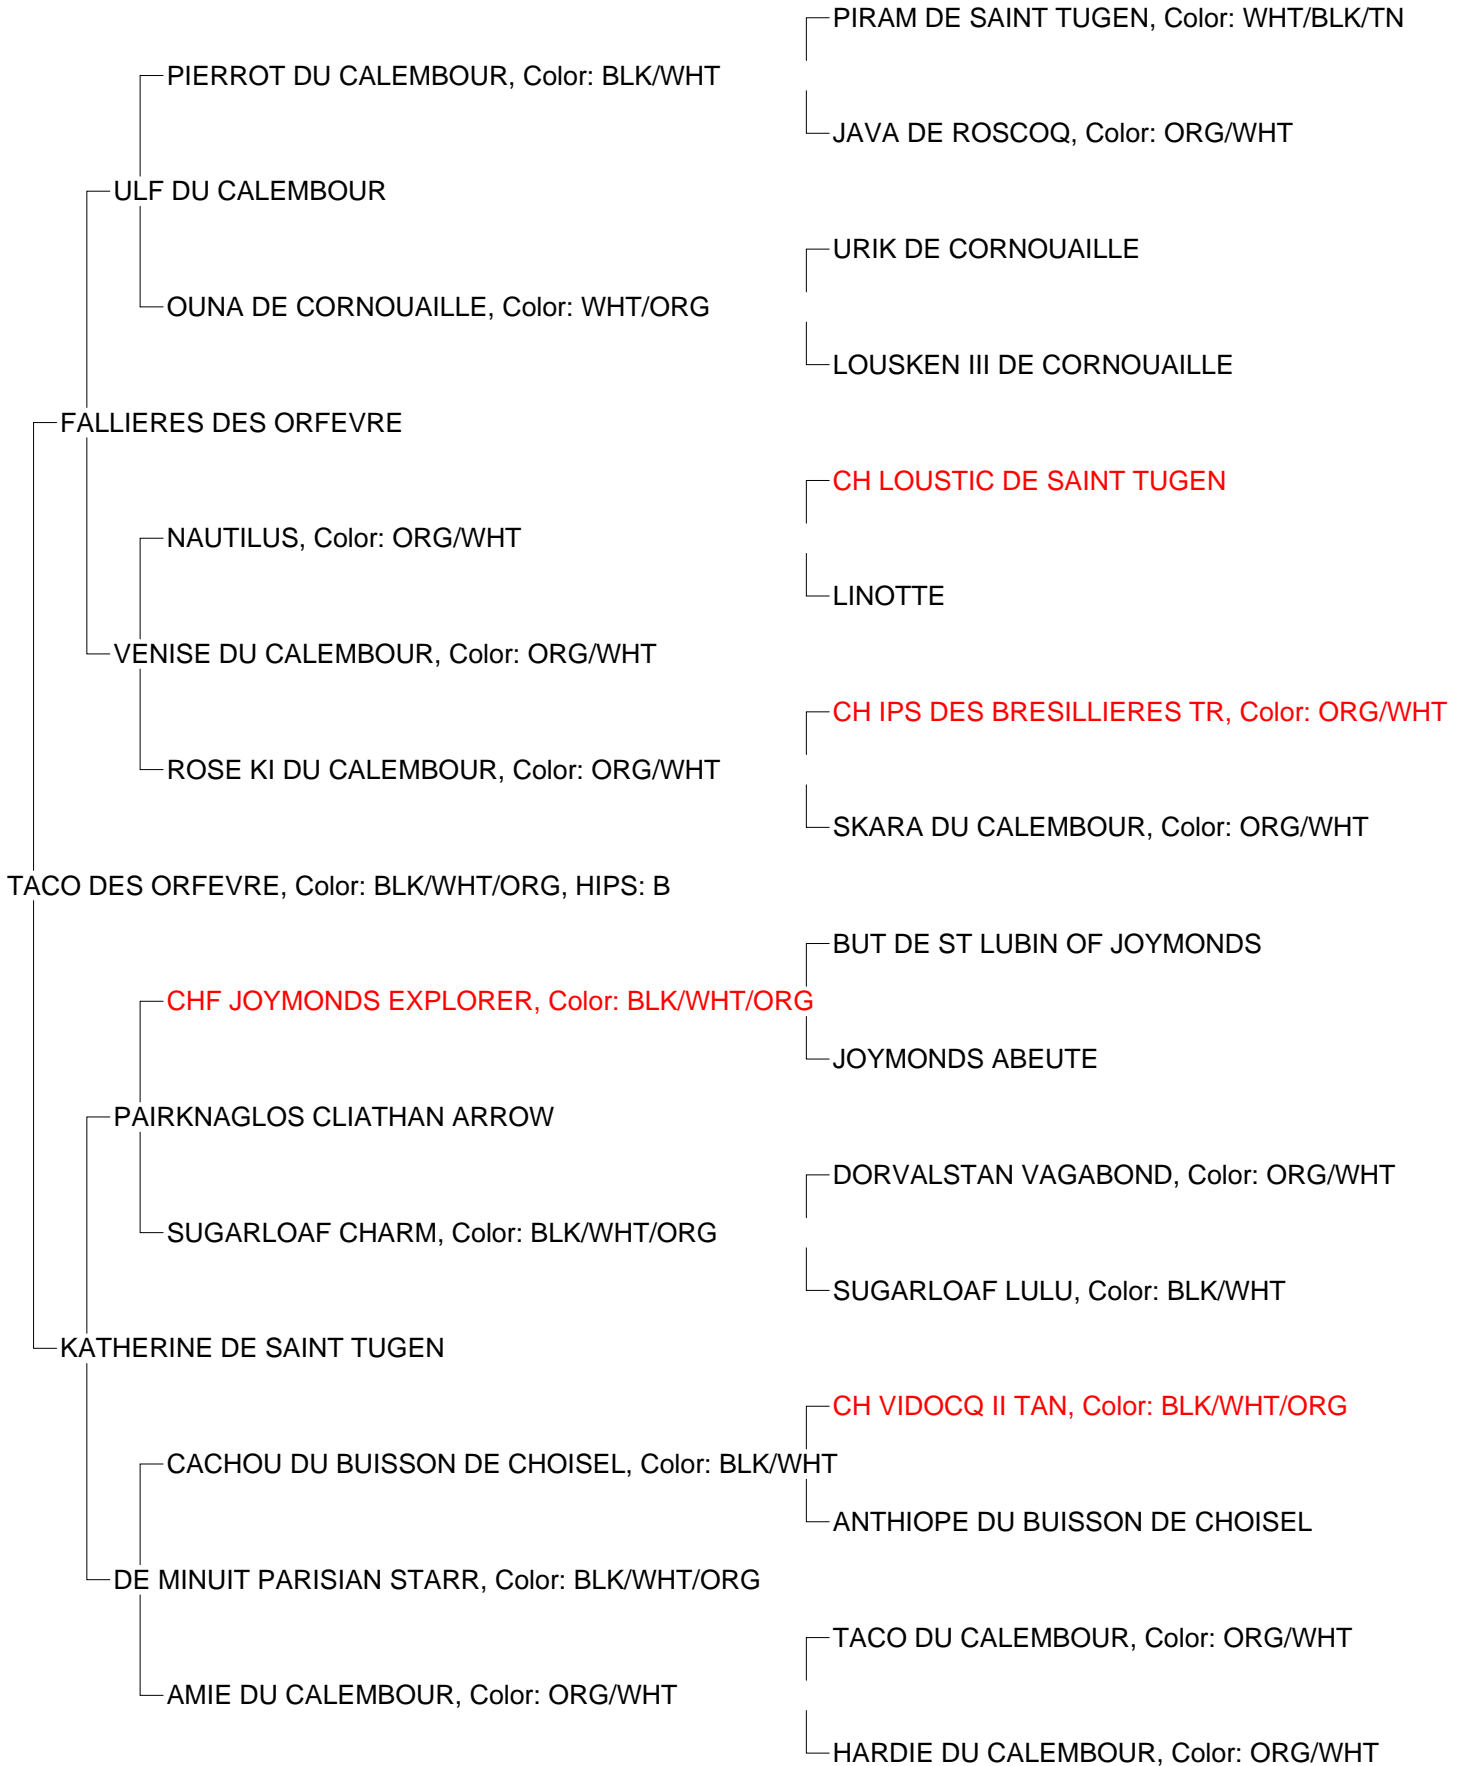 PIRAM DE SAINT TUGEN, Color: WHT/BLK/TN
PIERROT DU CALEMBOUR, Color: BLK/WHT
JAVA DE ROSCOQ, Color: ORG/WHT
ULF DU CALEMBOUR
URIK DE CORNOUAILLE
OUNA DE CORNOUAILLE, Color: WHT/ORG
LOUSKEN III DE CORNOUAILLE
FALLIERES DES ORFEVRE
CH LOUSTIC DE SAINT TUGEN
NAUTILUS, Color: ORG/WHT
LINOTTE
VENISE DU CALEMBOUR, Color: ORG/WHT
CH IPS DES BRESILLIERES TR, Color: ORG/WHT
ROSE KI DU CALEMBOUR, Color: ORG/WHT
SKARA DU CALEMBOUR, Color: ORG/WHT
TACO DES ORFEVRE, Color: BLK/WHT/ORG, HIPS: B
BUT DE ST LUBIN OF JOYMONDS
CHF JOYMONDS EXPLORER, Color: BLK/WHT/ORG
JOYMONDS ABEUTE
PAIRKNAGLOS CLIATHAN ARROW
DORVALSTAN VAGABOND, Color: ORG/WHT
SUGARLOAF CHARM, Color: BLK/WHT/ORG
SUGARLOAF LULU, Color: BLK/WHT
KATHERINE DE SAINT TUGEN
CH VIDOCQ II TAN, Color: BLK/WHT/ORG
CACHOU DU BUISSON DE CHOISEL, Color: BLK/WHT
ANTHIOPE DU BUISSON DE CHOISEL
DE MINUIT PARISIAN STARR, Color: BLK/WHT/ORG
TACO DU CALEMBOUR, Color: ORG/WHT
AMIE DU CALEMBOUR, Color: ORG/WHT
HARDIE DU CALEMBOUR, Color: ORG/WHT